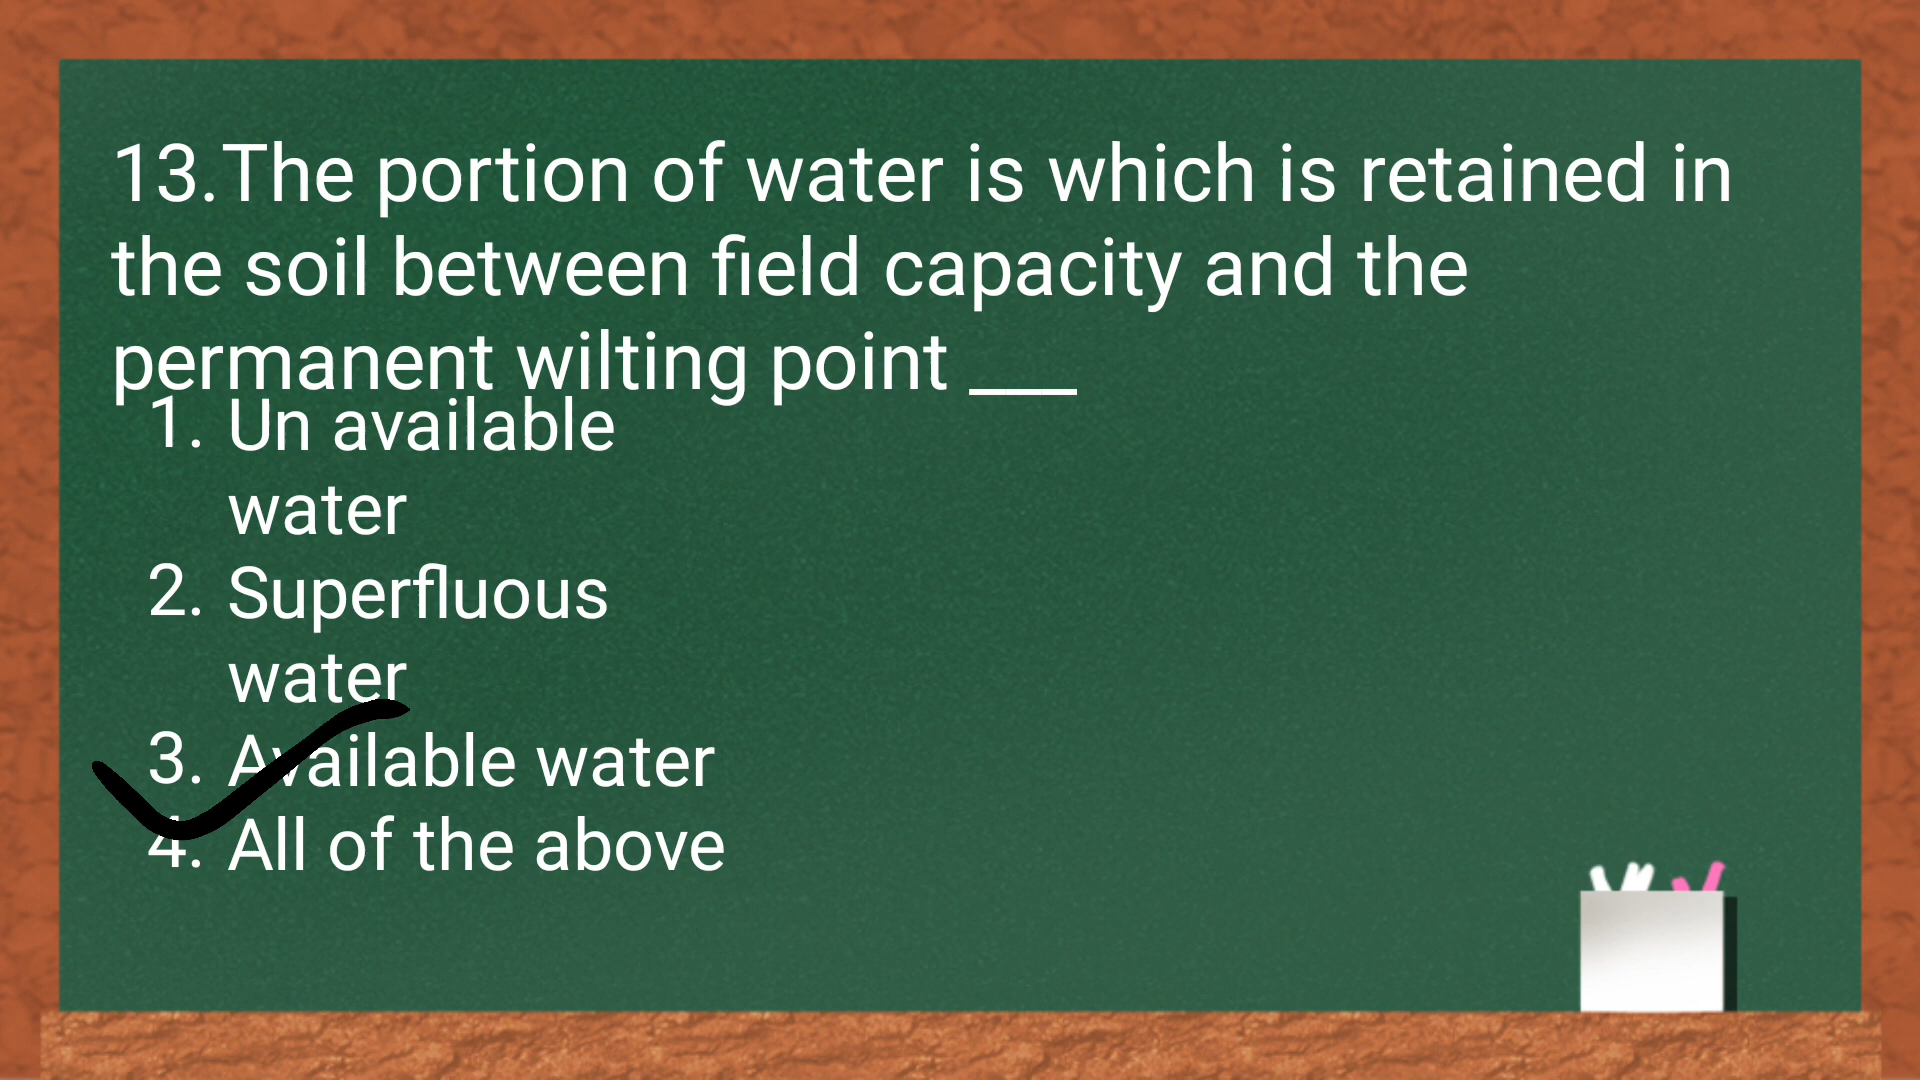 13.The portion of water is which is retained in
the soil between field capacity and the
permanent wilting point ___
1. Un available
water
2. Superfluous
water
3. Available water
4. All of the above